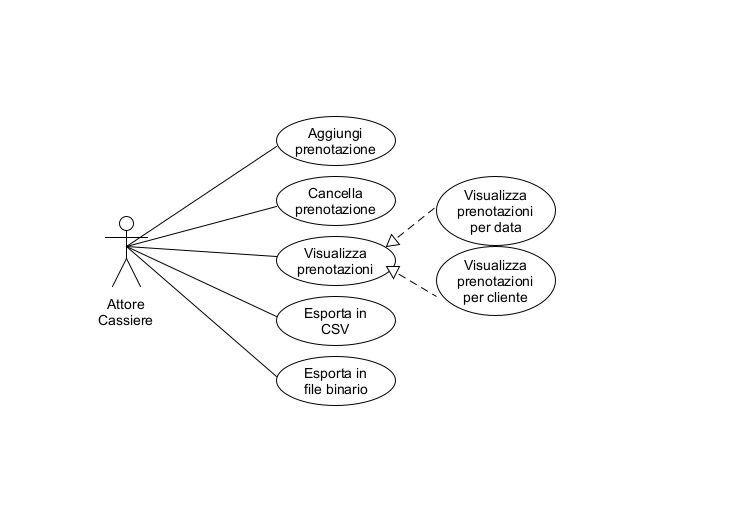 Aggiungi
prenotazione
Cancella
prenotazione
Visualizza
prenotazioni
per data
Visualizza
prenotazioni
Visualizza
prenotazioni
per cliente
Attore
Cassiere
Esporta in
CSV
Esporta in
file binario